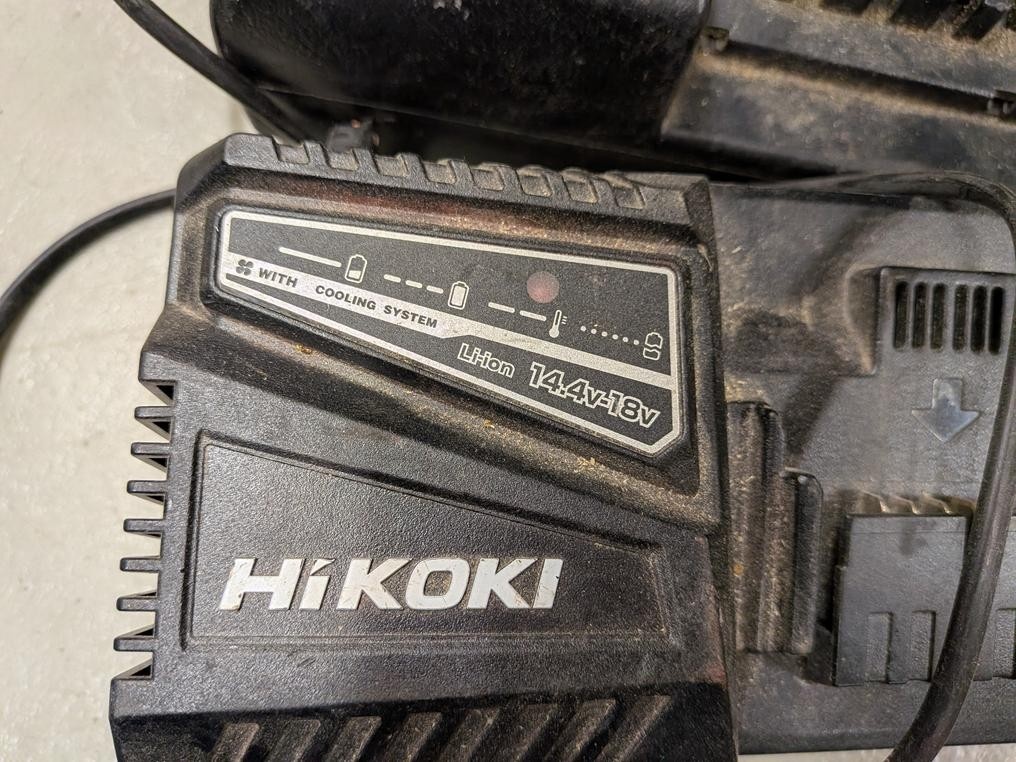 WITH COOLING SYSTEM
Li-ion 14.4v-18v
HiKOKI